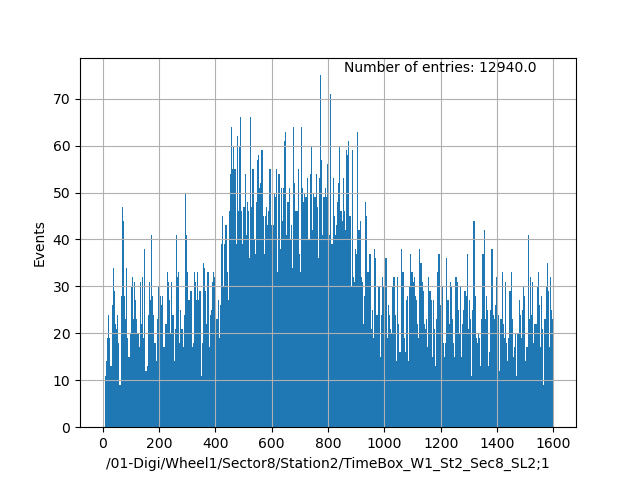 Number of entries: 12940.0
70
60
50
40
30
20
10
0
Events
0 200 400 600 800 1000 1200 1400 1600
/01-Digi/Wheel1/Sector8/Station2/TimeBox_W1_St2_Sec8_SL2;1